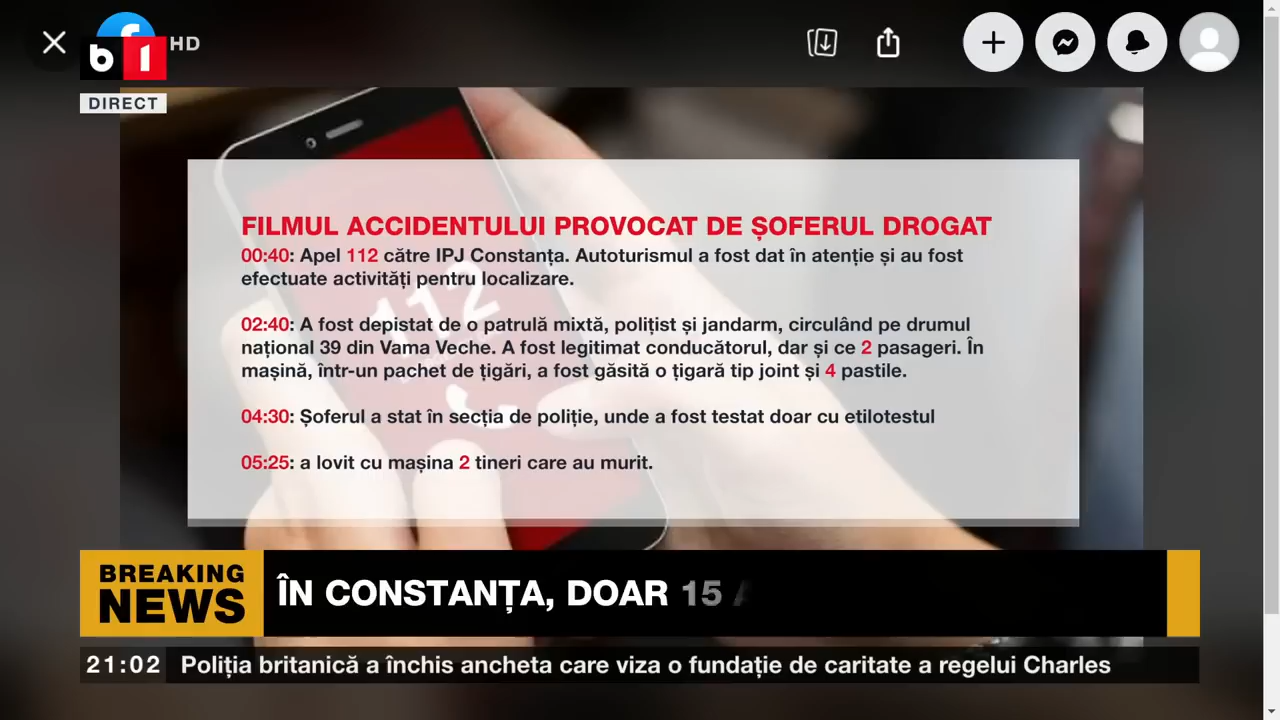 b1
HD
DIRECT
112
FILMUL ACCIDENTULUI PROVOCAT DE ȘOFERUL DROGAT
00:40: Apel 112 către IPJ Constanța. Autoturismul a fost dat în atenție și au fost
efectuate activități pentru localizare.
02:40: A fost depistat de o patrulă mixtă, polițist și jandarm, circulând pe drumul
național 39 din Vama Veche. A fost legitimat conducătorul, dar și ce 2 pasageri. În
mașină, într-un pachet de țigări, a fost găsită o țigară tip joint și 4 pastile.
04:30: Șoferul a stat în secția de poliție, unde a fost testat doar cu etilotestul
05:25: a lovit cu mașina 2 tineri care au murit.
BREAKING
NEWS
ÎN CONSTANȚA, DOAR 15
21:02 Poliția britanică a închis ancheta care viza o fundație de caritate a regelui Charles